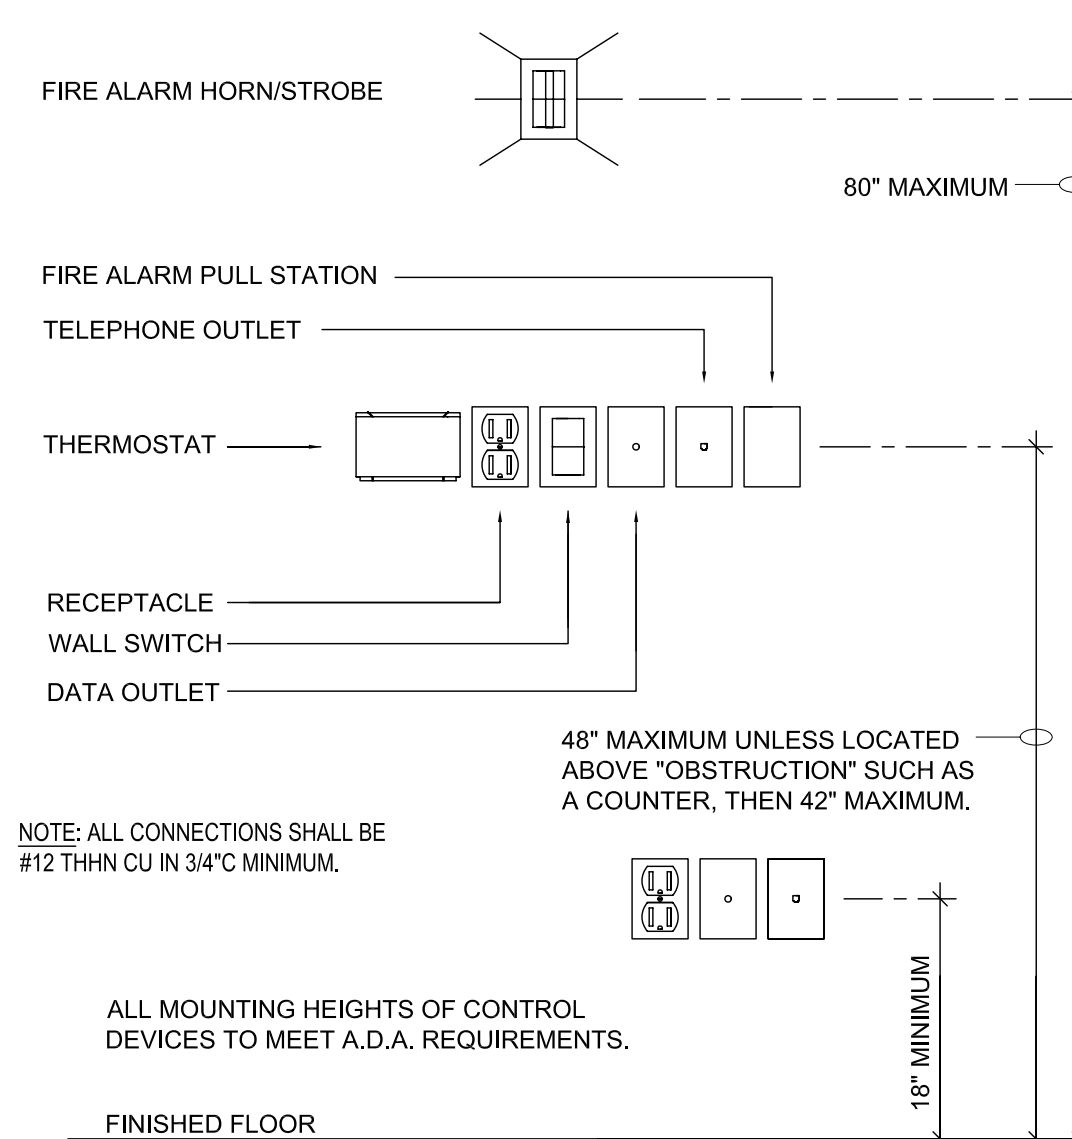 FIRE ALARM HORN/STROBE
80" MAXIMUM
FIRE ALARM PULL STATION
TELEPHONE OUTLET
THERMOSTAT
RECEPTACLE
WALL SWITCH
DATA OUTLET
48" MAXIMUM UNLESS LOCATED
ABOVE "OBSTRUCTION" SUCH AS
A COUNTER, THEN 42" MAXIMUM.
NOTE: ALL CONNECTIONS SHALL BE
#12 THHN CU IN 3/4"C MINIMUM.
18" MINIMUM
ALL MOUNTING HEIGHTS OF CONTROL
DEVICES TO MEET A.D.A. REQUIREMENTS.
FINISHED FLOOR